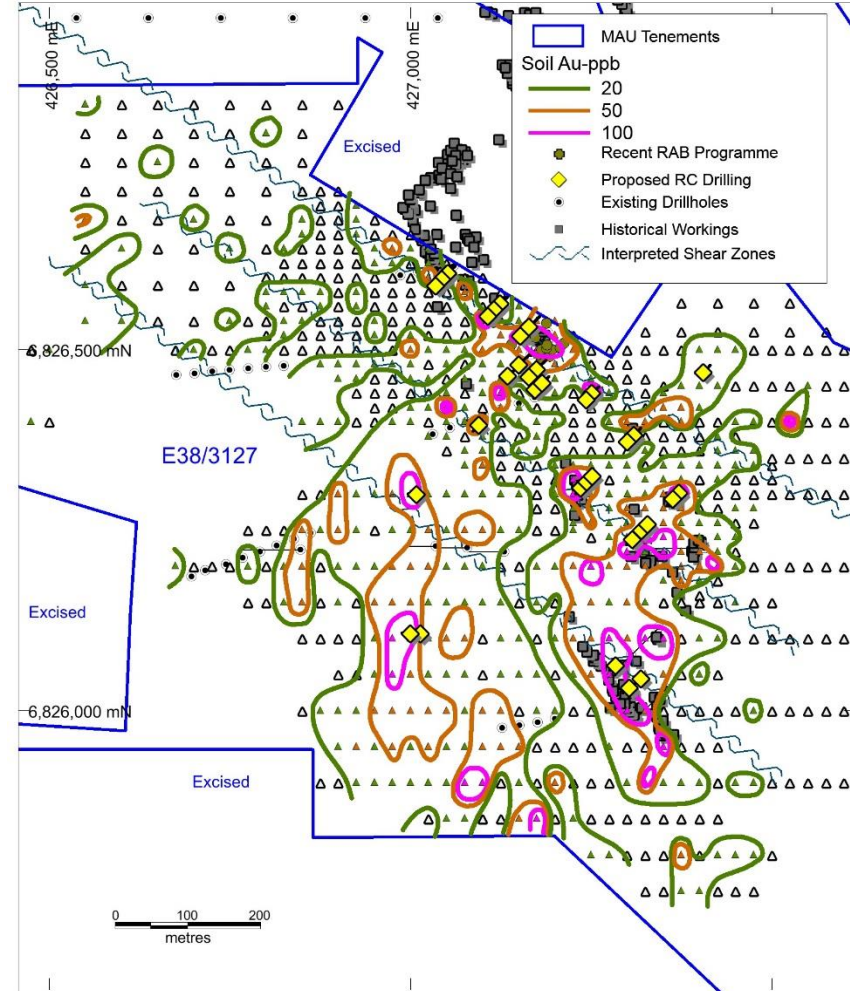 426,500 mE
427,000 mE
MAU Tenements
Soil Au-ppb
20
50
100
Recent RAB Programme
Proposed RC Drilling
Existing Drillholes
Historical Workings
Interpreted Shear Zones
Excised
6,826,500 mN
E38/3127
Excised
6,826,000 mN
Excised
0 100 200
metres